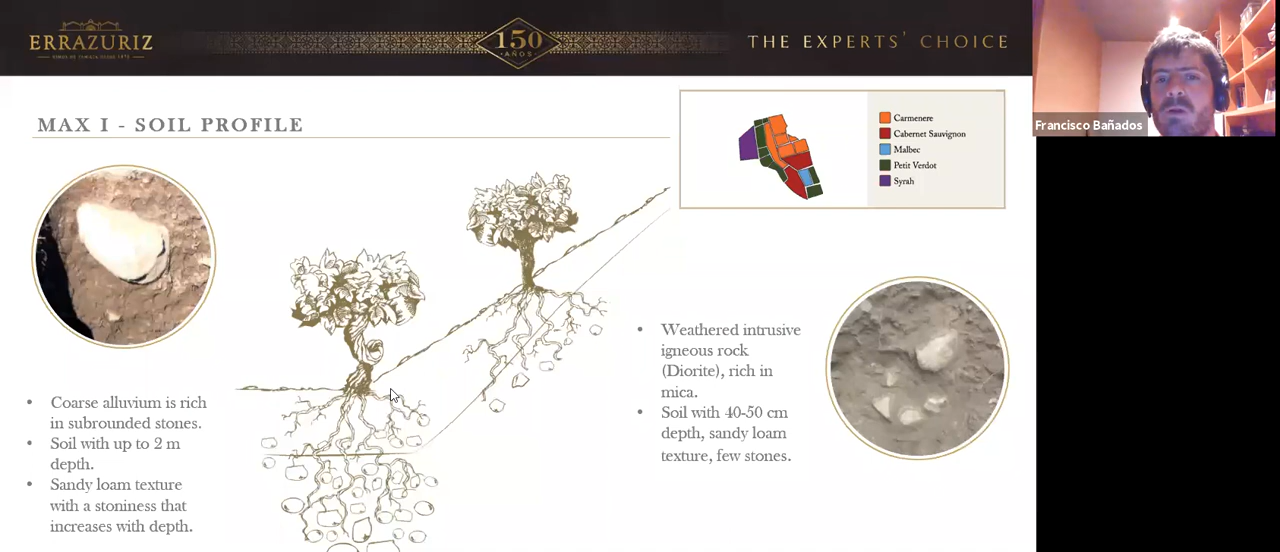 ERRAZURIZ
150
AÑOS
THE EXPERTS' CHOICE
Francisco Bañados
MAX I - SOIL PROFILE
Carmenere
Cabernet Sauvignon
Malbec
Petit Verdot
Syrah
• Coarse alluvium is rich
in subrounded stones.
• Soil with up to 2 m
depth.
• Sandy loam texture
with a stoniness that
increases with depth.
• Weathered intrusive
igneous rock
(Diorite), rich in
mica.
• Soil with 40-50 cm
depth, sandy loam
texture, few stones.